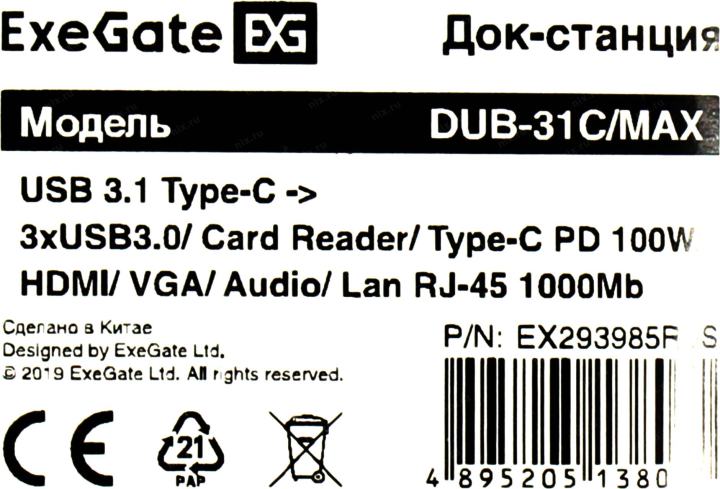 ExeGate EXG Док-станция
Модель DUB-31C/MAX
USB 3.1 Type-C ->
3xUSB3.0/ Card Reader/ Type-C PD 100W
HDMI/ VGA/ Audio/ Lan RJ-45 1000Mb
Сделано в Китае
Designed by ExeGate Ltd.
© 2019 ExeGate Ltd. All rights reserved.
P/N:
CE
21
PAP
4 895205 1380